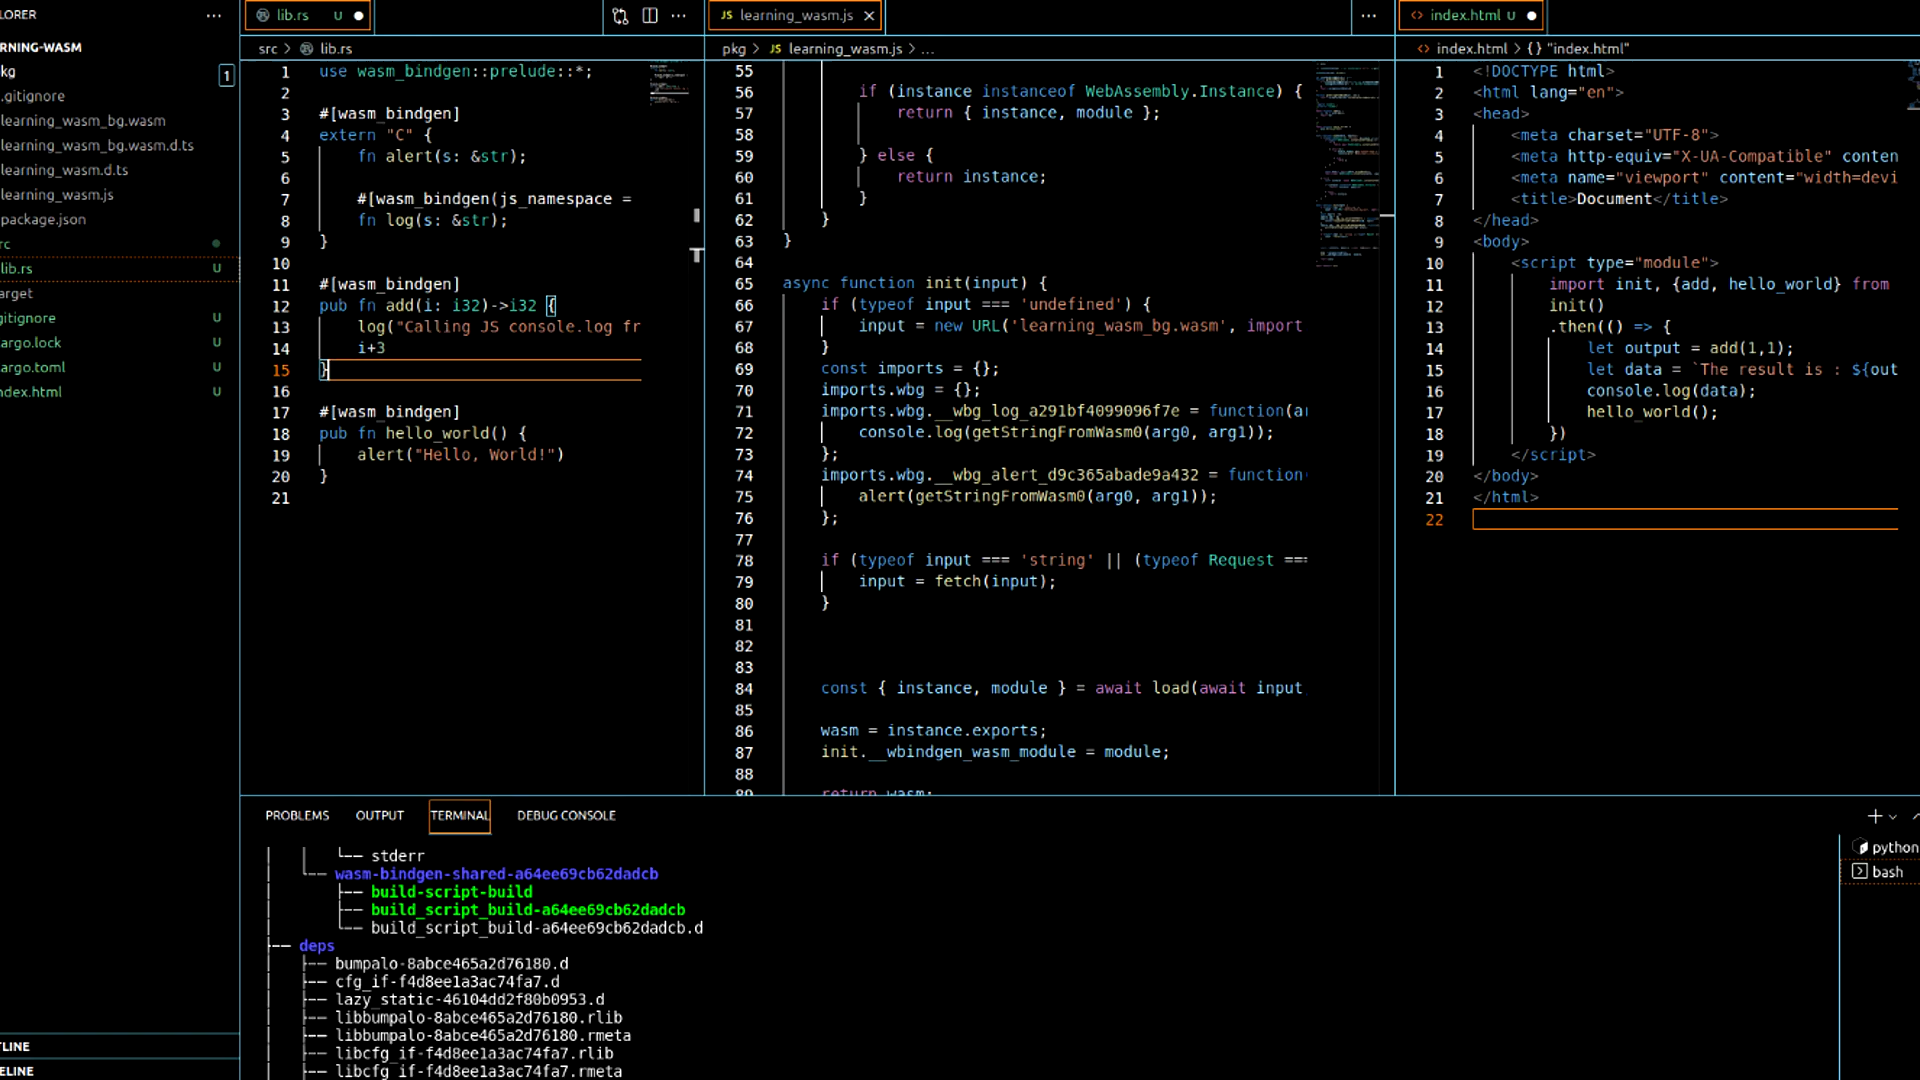 LORER
RNING-WASM
kg
1
.gitignore
learning_wasm_bg.wasm
learning_wasm_bg.wasm.d.ts
learning_wasm.d.ts
learning_wasm.js
package.json
rc
lib.rs U
arget
gitignore U
argo.lock U
argo.toml U
ndex.html U
TLINE
ELINE
lib.rs U
src > lib.rs
1 use wasm_bindgen::prelude::*;
2
3 #[wasm_bindgen]
4 extern "C" {
5 fn alert(s: &str);
6
7 #[wasm_bindgen(js_namespace =
8 fn log(s: &str);
9 }
10
11 #[wasm_bindgen]
12 pub fn add(i: i32)->i32 {
13 log("Calling JS console.log fr
14 i+3
15 }
16
17 #[wasm_bindgen]
18 pub fn hello_world() {
19 alert("Hello, World!")
20 }
21
JS learning_wasm.js
pkg > JS learning_wasm.js > ...
55
56 if (instance instanceof WebAssembly.Instance) {
57 return { instance, module };
58
59 } else {
60 return instance;
61 }
62 }
63 }
64
65 async function init(input) {
66 if (typeof input === 'undefined') {
67 input = new URL('learning_wasm_bg.wasm', import
68 }
69 const imports = {};
70 imports.wbg = {};
71 imports.wbg.__wbg_log_a291bf4099096f7e = function(ar
72 console.log(getStringFromWasm0(arg0, arg1));
73 };
74 imports.wbg.__wbg_alert_d9c365abade9a432 = function(
75 alert(getStringFromWasm0(arg0, arg1));
76 };
77
78 if (typeof input === 'string' || (typeof Request ===
79 input = fetch(input);
80 }
81
82
83
84 const { instance, module } = await load(await input
85
86 wasm = instance.exports;
87 init.__wbindgen_wasm_module = module;
88
89 return wasm;
index.html U
index.html > {} "index.html"
1 <!DOCTYPE html>
2 <html lang="en">
3 <head>
4 <meta charset="UTF-8">
5 <meta http-equiv="X-UA-Compatible" conten
6 <meta name="viewport" content="width=devi
7 <title>Document</title>
8 </head>
9 <body>
10 <script type="module">
11 import init, {add, hello_world} from
12 init()
13 .then(() => {
14 let output = add(1,1);
15 let data = `The result is : ${out
16 console.log(data);
17 hello_world();
18 })
19 </script>
20 </body>
21 </html>
22
PROBLEMS OUTPUT TERMINAL DEBUG CONSOLE
stderr
wasm-bindgen-shared-a64ee69cb62dadcb
build-script-build
build_script_build-a64ee69cb62dadcb
build_script_build-a64ee69cb62dadcb.d
deps
bumpalo-8abce465a2d76180.d
cfg_if-f4d8ee1a3ac74fa7.d
lazy_static-46104dd2f80b0953.d
libbumpalo-8abce465a2d76180.rlib
libbumpalo-8abce465a2d76180.rmeta
libcfg_if-f4d8ee1a3ac74fa7.rlib
libcfg_if-f4d8ee1a3ac74fa7.rmeta
python
bash